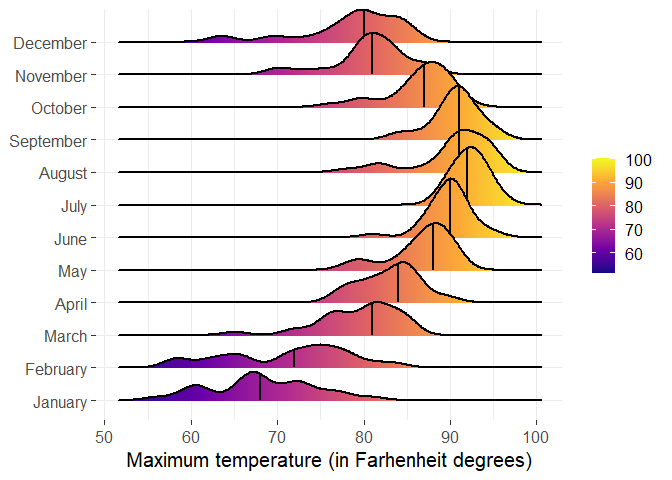 December
November
October
September
August
July
June
May
April
March
February
January
50 60 70 80 90 100
Maximum temperature (in Farhenheit degrees)
100
90
80
70
60